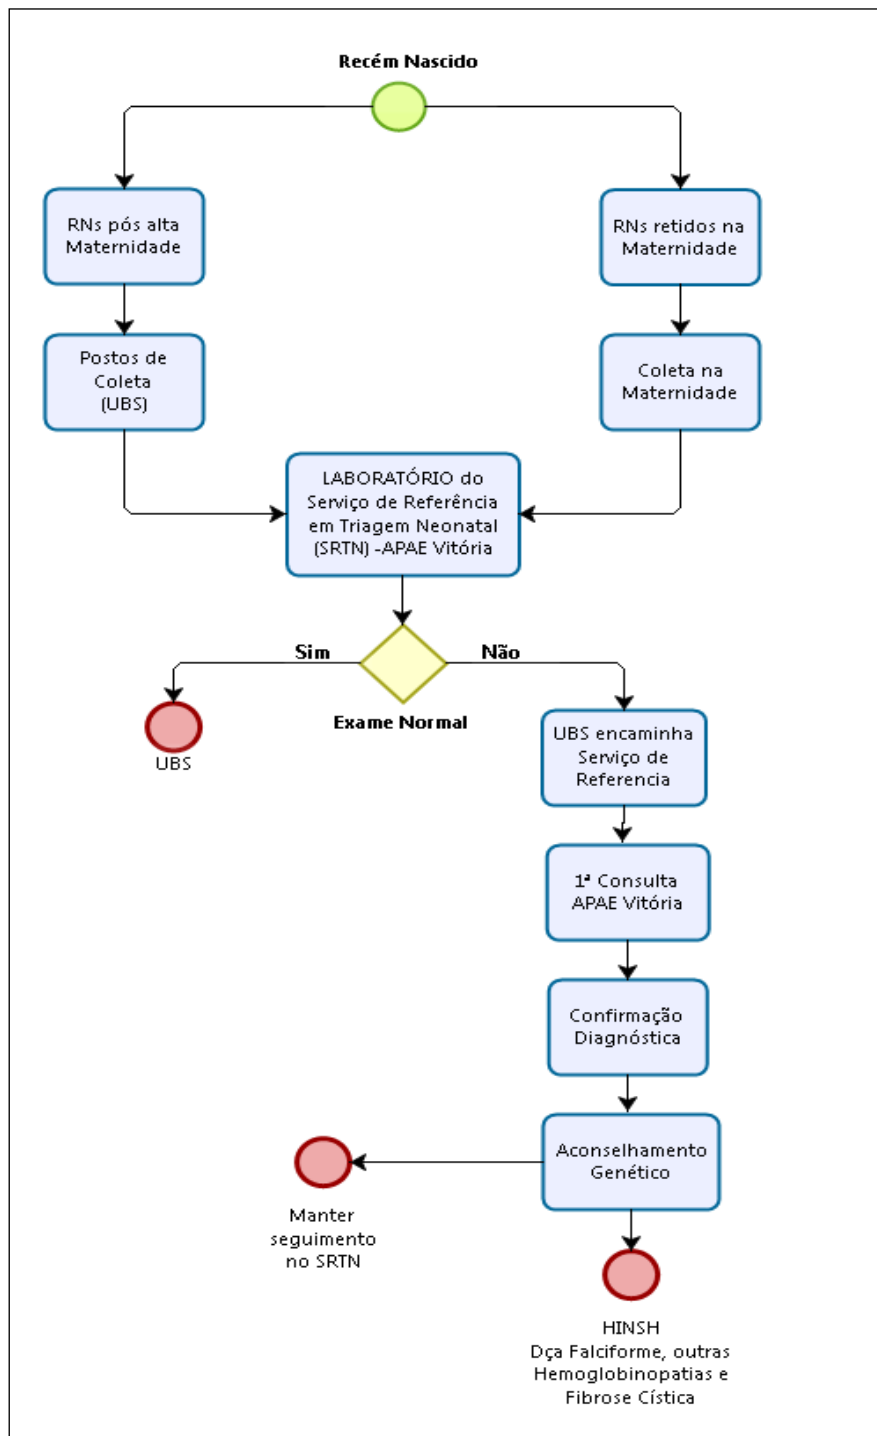 Recém Nascido
RNs pós alta
Maternidade
RNs retidos na
Maternidade
Postos de
Coleta
(UBS)
Coleta na
Maternidade
LABORATÓRIO do
Serviço de Referência
em Triagem Neonatal
(SRTN) -APAE Vitória
Sim
Não
Exame Normal
UBS
UBS encaminha
Serviço de
Referencia
1ª Consulta
APAE Vitória
Confirmação
Diagnóstica
Aconselhamento
Genético
Manter
seguimento
no SRTN
HINSH
Dça Falciforme, outras
Hemoglobinopatias e
Fibrose Cística